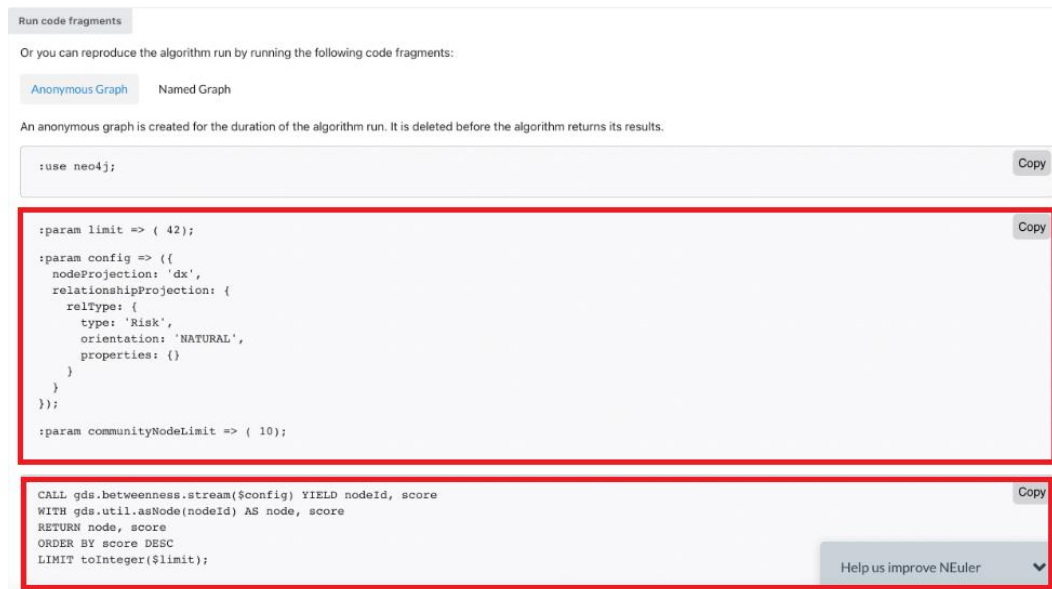 Run code fragments
Or you can reproduce the algorithm run by running the following code fragments:
Anonymous Graph Named Graph
An anonymous graph is created for the duration of the algorithm run. It is deleted before the algorithm returns its results.
:use neo4j;
Copy
:param limit => ( 42);
Copy
:param config => ({
  nodeProjection: 'dx',
  relationshipProjection: {
    relType: {
      type: 'Risk',
      orientation: 'NATURAL',
      properties: {}
    }
  }
});
:param communityNodeLimit => ( 10);
CALL gds.betweenness.stream($config) YIELD nodeId, score
Copy
WITH gds.util.asNode(nodeId) AS node, score
RETURN node, score
ORDER BY score DESC
LIMIT toInteger($limit);
Help us improve NEuler